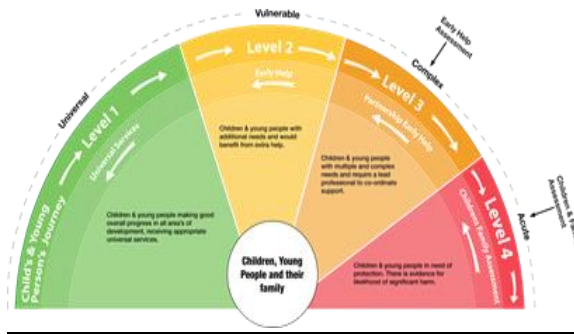 Vulnerable
Universal
Complex
Acute
Early Help
Assessment
Children & Fa
Assessment
Child's & Young
Person's Journey
Level 1
Universal Services
Children & young people making good
overall progress in all area's of
development, receiving appropriate
universal services.
Level 2
Early Help
Children & young people with
additional needs and would
benefit from extra help.
Level 3
Partnership Early Help
Children & young people
with multiple and complex
needs and require a lead
professional to co-ordinate
support.
Level 4
Childrens Family Assessment
Children & young people in need of
protection. There is evidence for
likelihood of significant harm.
Children, Young
People and their
family